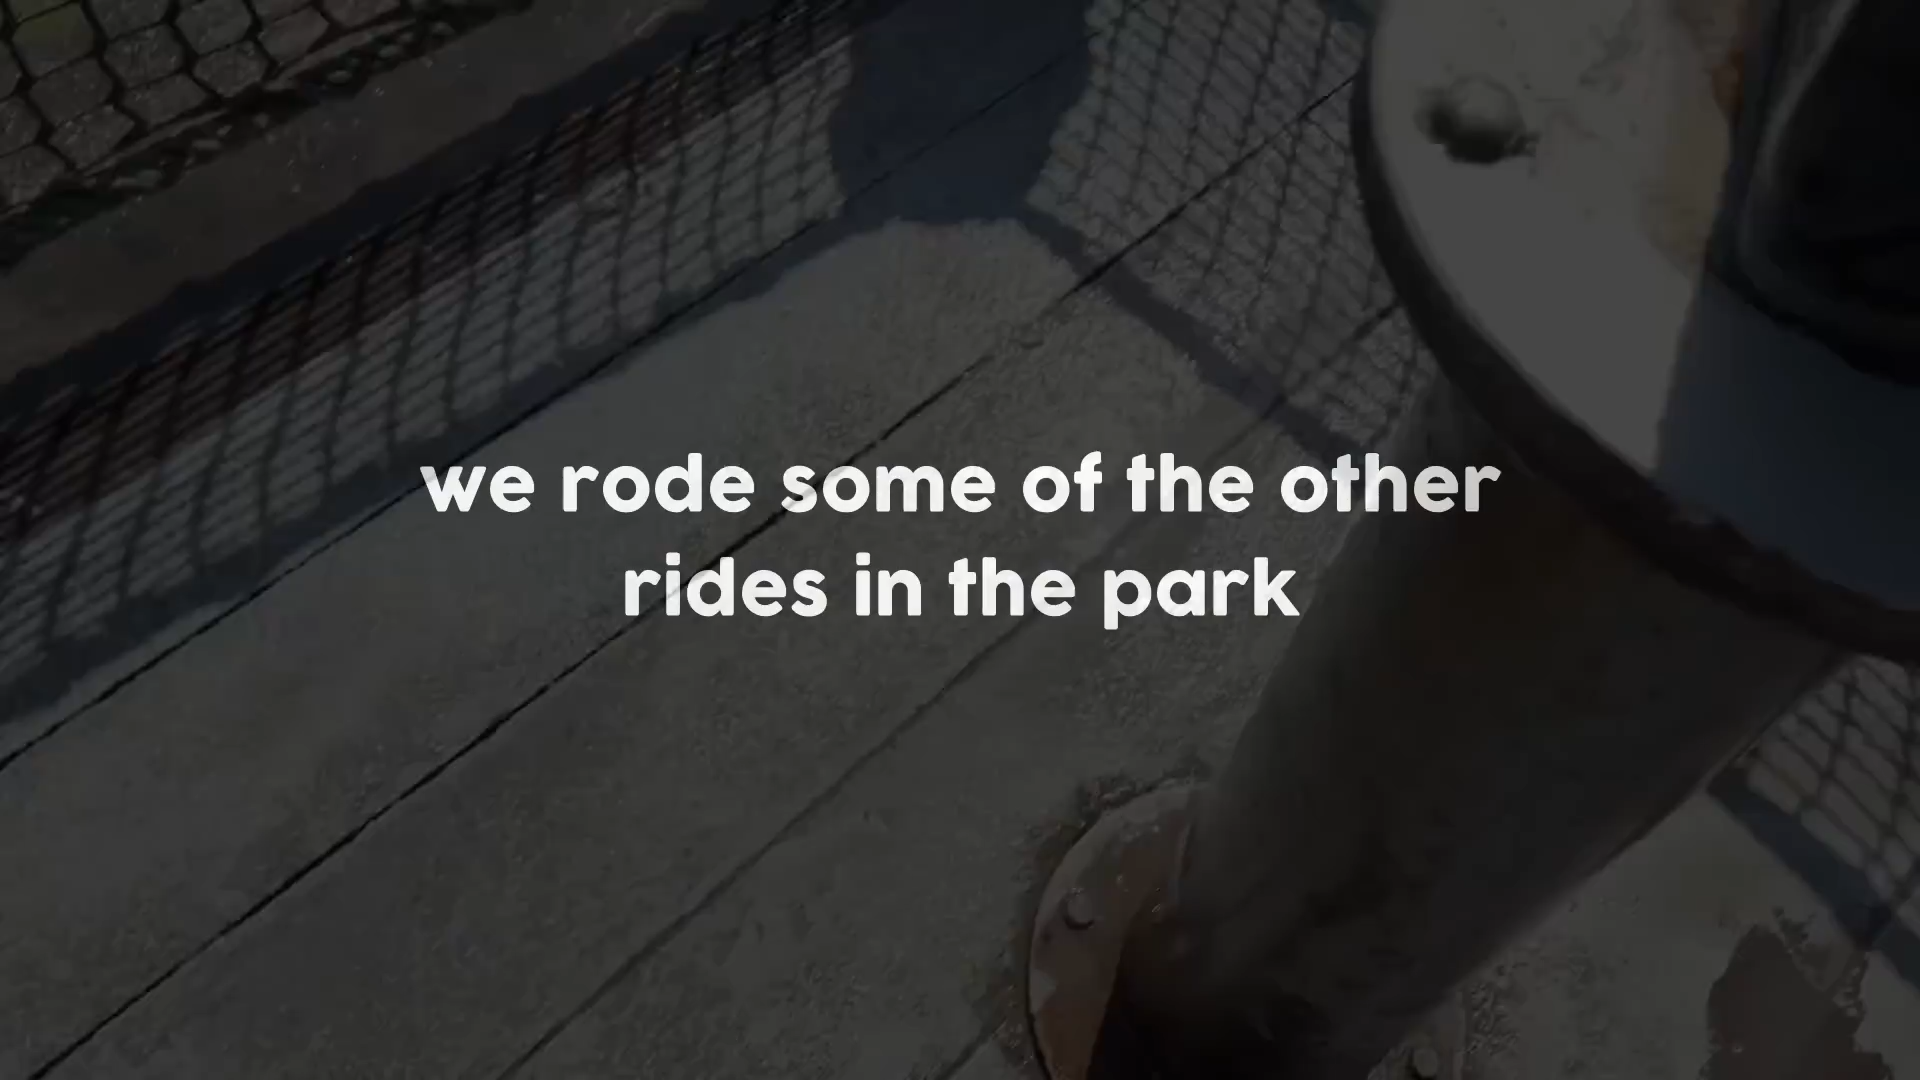 we rode some of the other
rides in the park